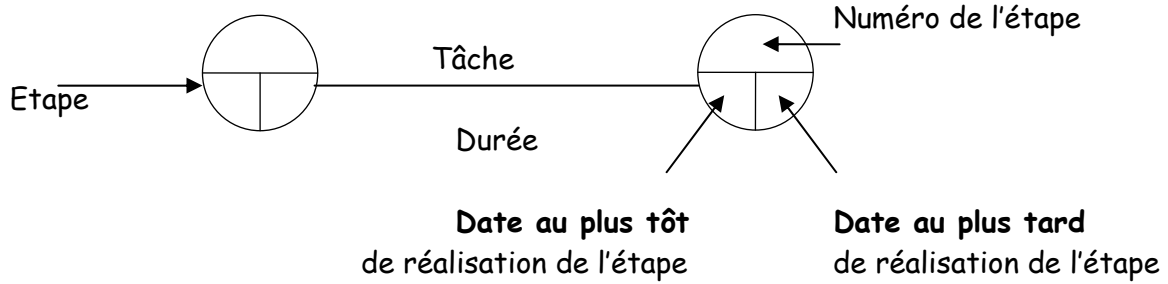 Numéro de l'étape
Tâche
Etape
Durée
Date au plus tôt
de réalisation de l'étape
Date au plus tard
de réalisation de l'étape